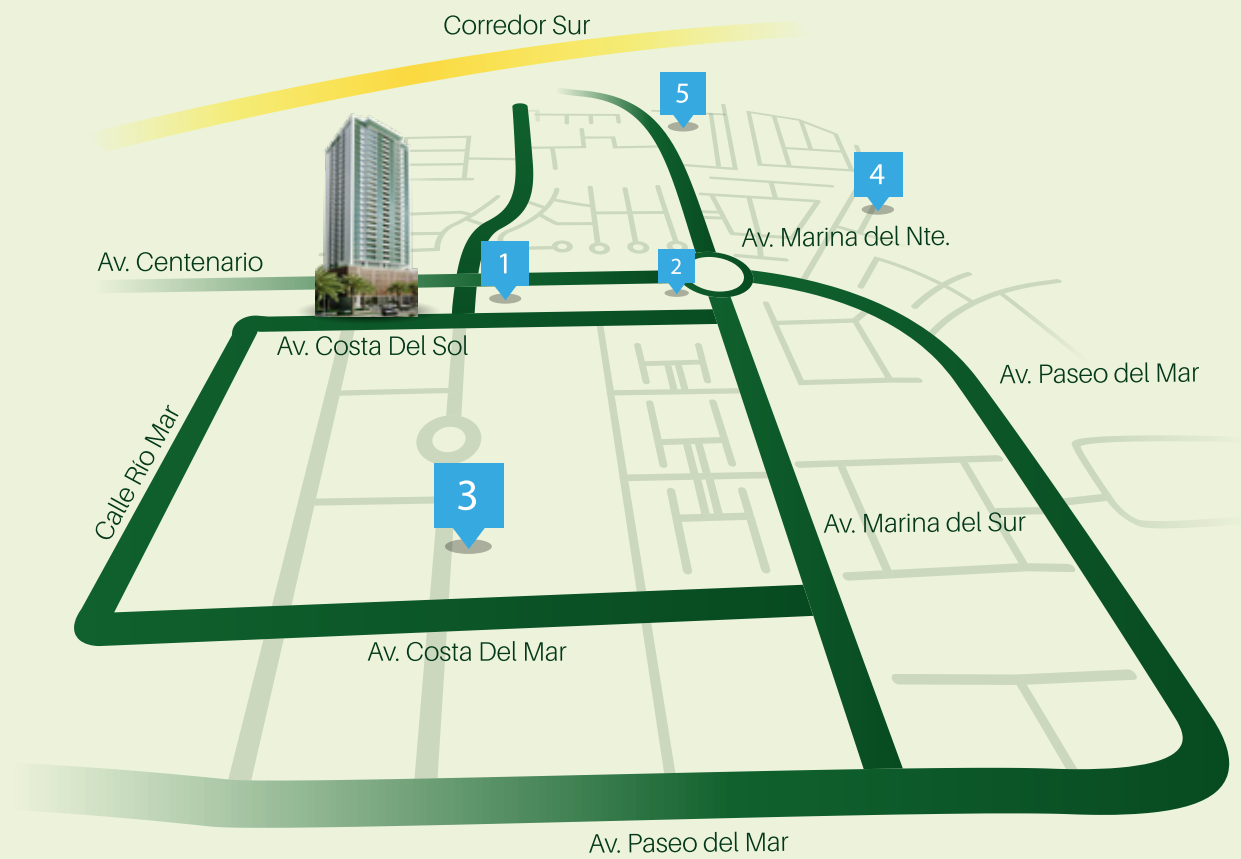 Corredor Sur
5
4
Av. Marina del Nte.
Av. Centenario
1
2
Av. Costa Del Sol
Av. Paseo del Mar
Calle Río Mar
3
Av. Marina del Sur
Av. Costa Del Mar
Av. Paseo del Mar